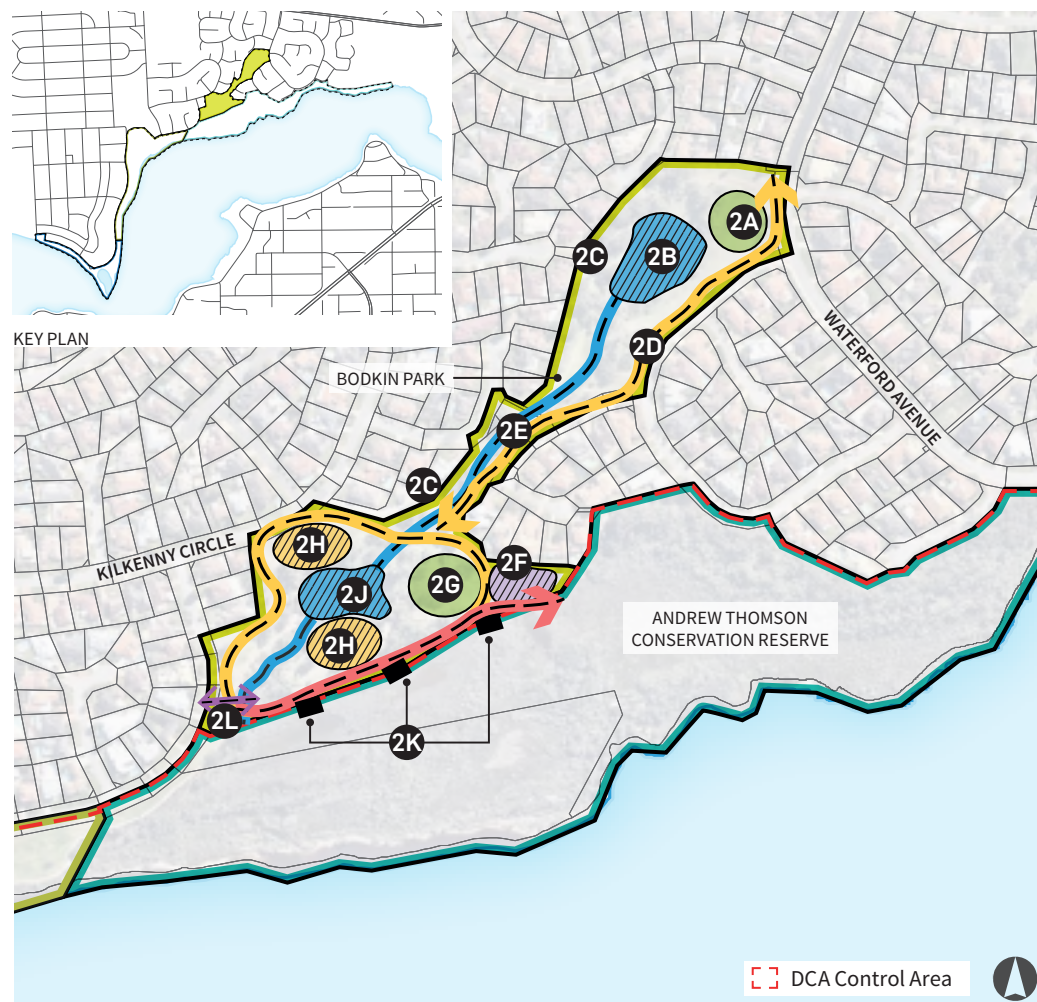 KEY PLAN
2A
2B
2C
2D
WATERFORD AVENUE
BODKIN PARK
2E
2C
KILKENNY CIRCLE
2H
2F
2J
2G
ANDREW THOMSON
CONSERVATION RESERVE
2H
2L
2K
DCA Control Area